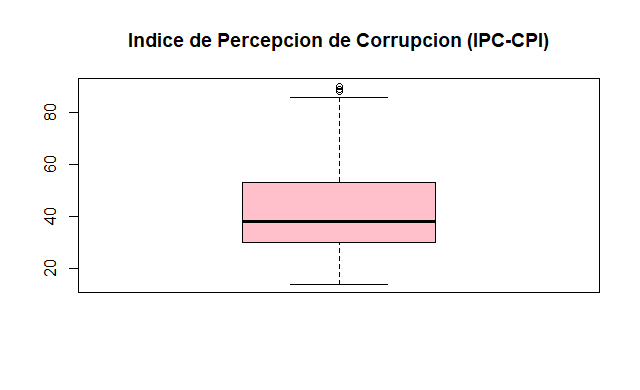 Indice de Percepcion de Corrupcion (IPC-CPI)
80
60
40
20